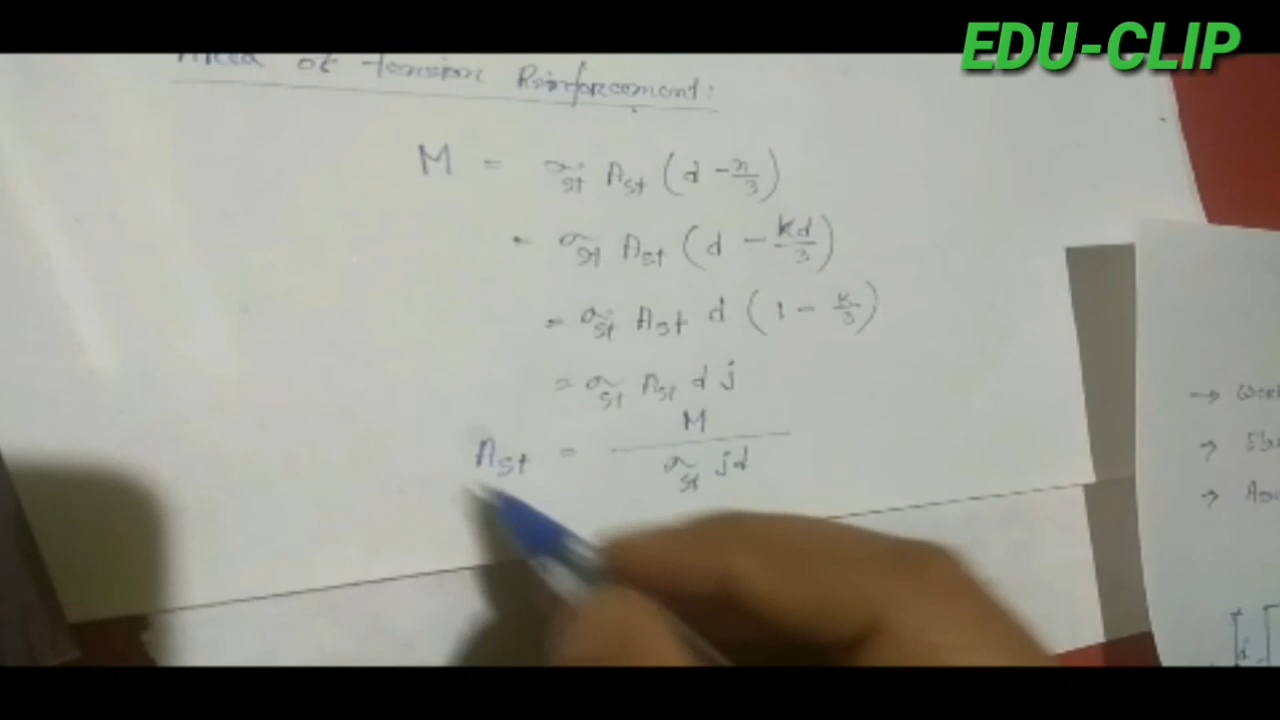 EDU-CLIP
Area of tension Reinforcement:
M = σst Ast (d - n/3)
= σst Ast (d - Kd/3)
= σst Ast d (1 - K/3)
= σst Ast d j
Ast = M / σst jd
d